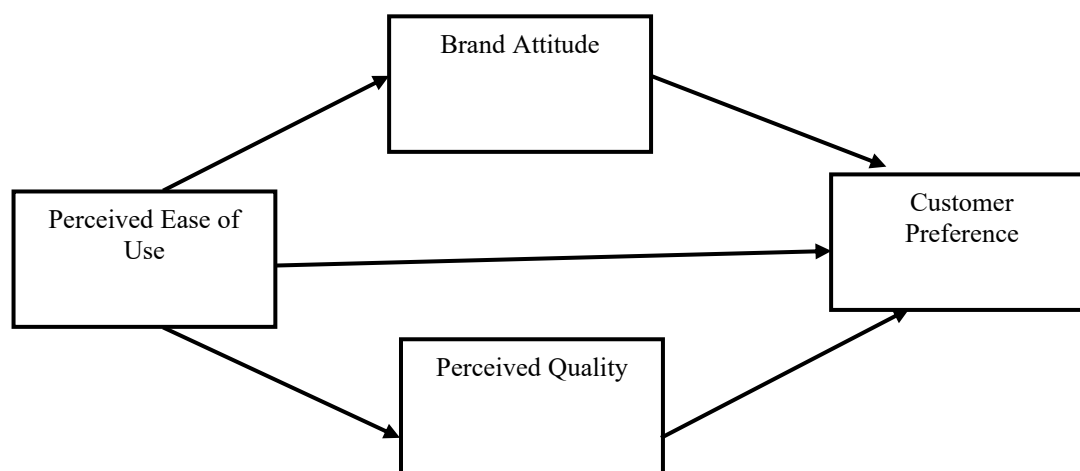 Brand Attitude
Perceived Ease of
Use
Customer
Preference
Perceived Quality